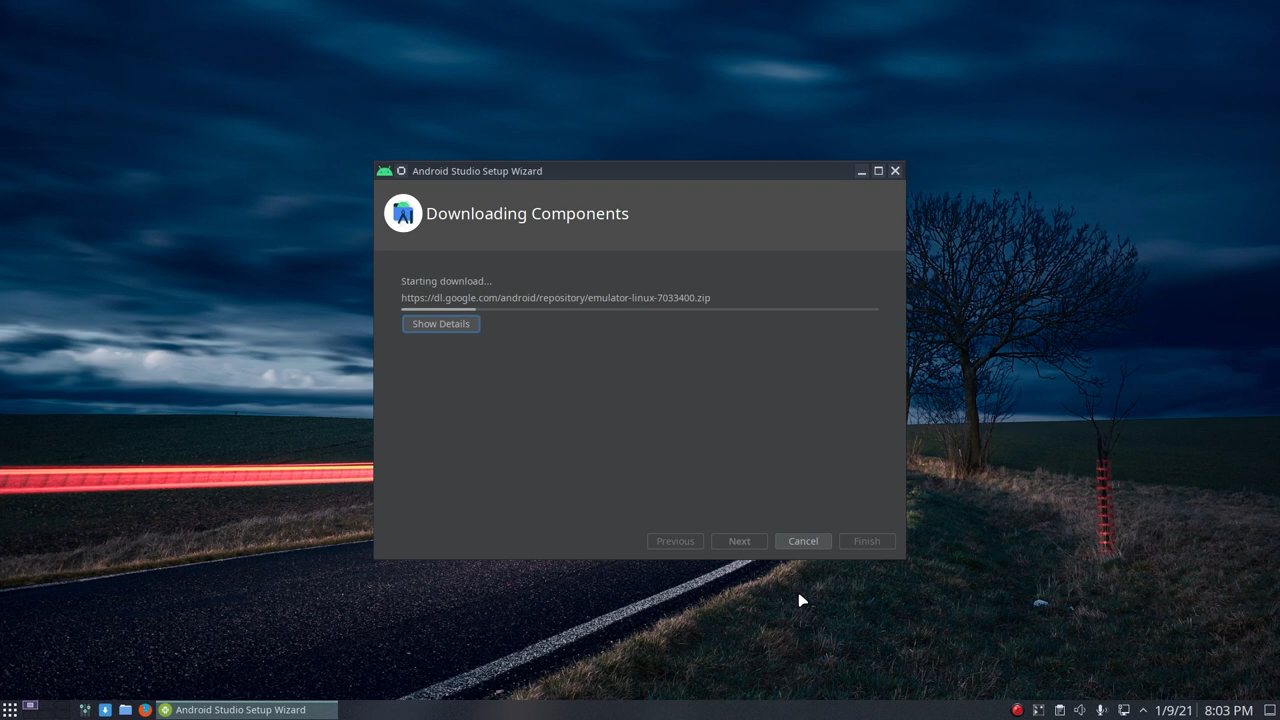 Android Studio Setup Wizard
Downloading Components
Starting download...
https://dl.google.com/android/repository/emulator-linux-7033400.zip
Show Details
Previous
Next
Cancel
Finish
Android Studio Setup Wizard
1/9/21
8:03 PM